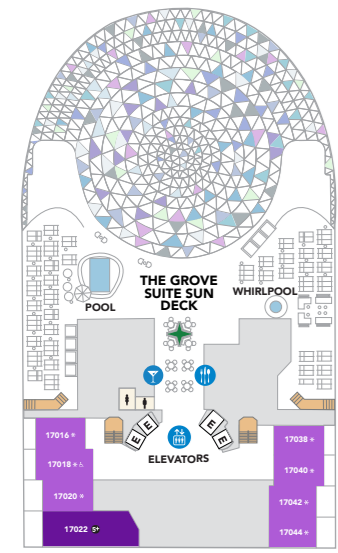 THE GROVE
SUITE SUN
DECK
POOL
WHIRLPOOL
E E
E E
ELEVATORS
17016
17018
17020
17022 S+
17038
17040
17042
17044